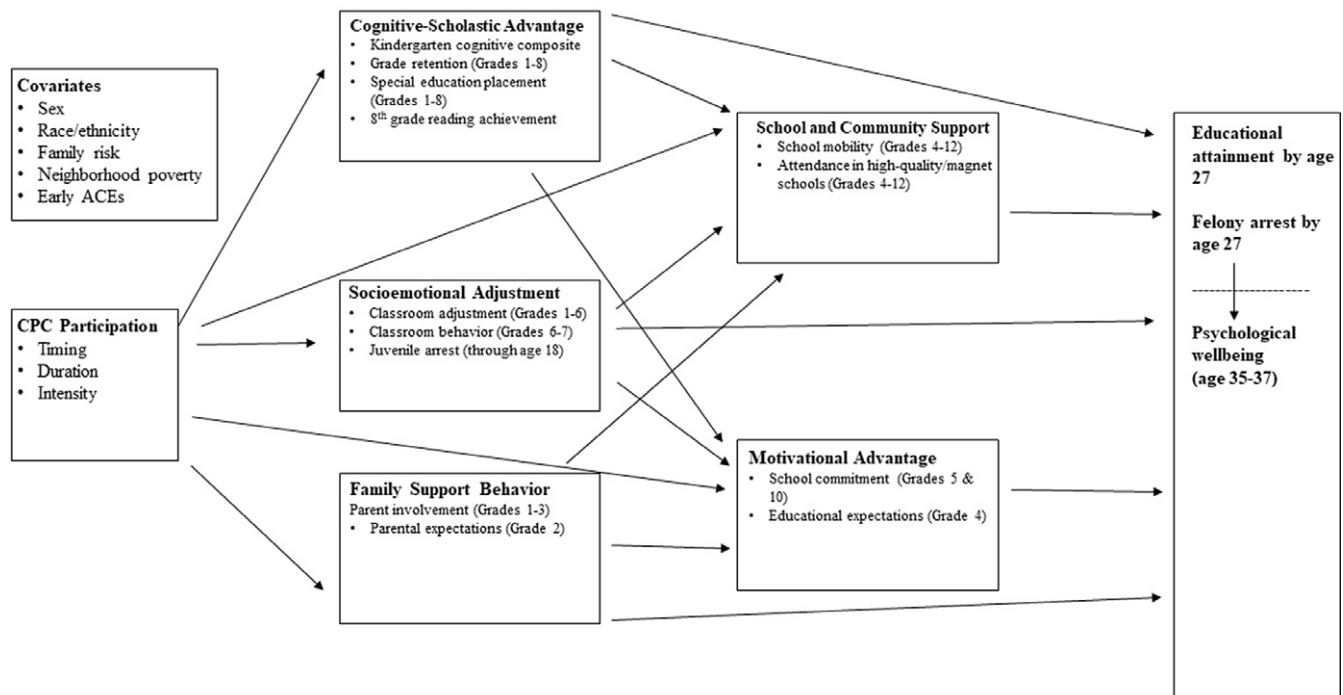 Covariates
• Sex
• Race/ethnicity
• Family risk
• Neighborhood poverty
• Early ACEs
CPC Participation
• Timing
• Duration
• Intensity
Cognitive-Scholastic Advantage
• Kindergarten cognitive composite
• Grade retention (Grades 1-8)
• Special education placement
(Grades 1-8)
• 8th grade reading achievement
Socioemotional Adjustment
• Classroom adjustment (Grades 1-6)
• Classroom behavior (Grades 6-7)
• Juvenile arrest (through age 18)
Family Support Behavior
Parent involvement (Grades 1-3)
• Parental expectations (Grade 2)
School and Community Support
• School mobility (Grades 4-12)
• Attendance in high-quality/magnet
schools (Grades 4-12)
Motivational Advantage
• School commitment (Grades 5 &
10)
• Educational expectations (Grade 4)
Educational
attainment by age
27
Felony arrest by
age 27
Psychological
wellbeing
(age 35-37)